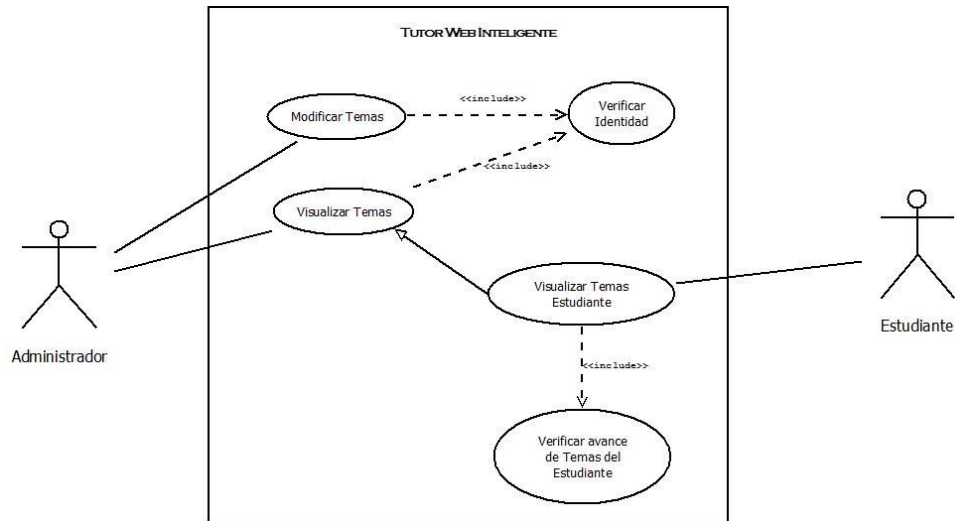 TUTOR WEB INTELIGENTE
<<include>>
Modificar Temas
Verificar
Identidad
<<include>>
Visualizar Temas
Visualizar Temas
Estudiante
Administrador
Estudiante
<<include>>
Verificar avance
de Temas del
Estudiante